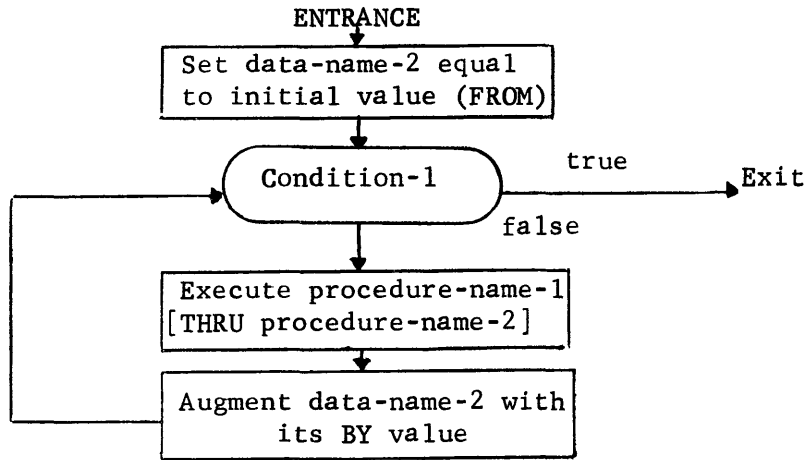 ENTRANCE
Set data-name-2 equal
to initial value (FROM)
Condition-1
true
Exit
false
Execute procedure-name-1
[THRU procedure-name-2]
Augment data-name-2 with
its BY value